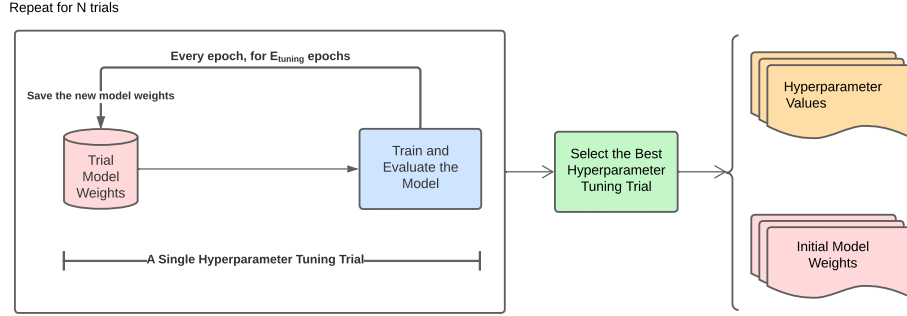 Repeat for N trials
Every epoch, for Etuning epochs
Save the new model weights
Trial
Model
Weights
Train and
Evaluate the
Model
A Single Hyperparameter Tuning Trial
Select the Best
Hyperparameter
Tuning Trial
Hyperparameter
Values
Initial Model
Weights